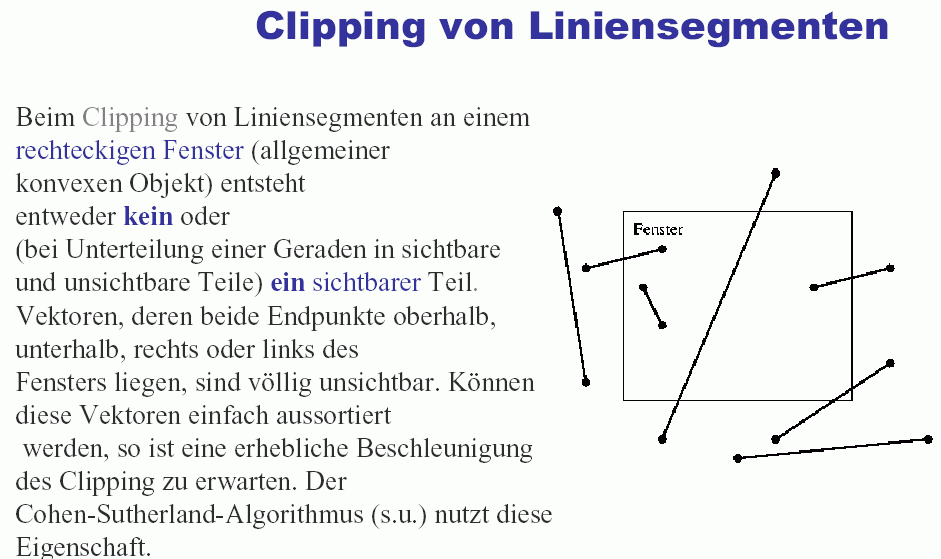 Clipping von Liniensegmenten
Beim Clipping von Liniensegmenten an einem
rechteckigen Fenster (allgemeiner
konvexen Objekt) entsteht
entweder kein oder
(bei Unterteilung einer Geraden in sichtbare
und unsichtbare Teile) ein sichtbarer Teil.
Vektoren, deren beide Endpunkte oberhalb,
unterhalb, rechts oder links des
Fensters liegen, sind völlig unsichtbar. Können
diese Vektoren einfach aussortiert
werden, so ist eine erhebliche Beschleunigung
des Clipping zu erwarten. Der
Cohen-Sutherland-Algorithmus (s.u.) nutzt diese
Eigenschaft.
Fenster